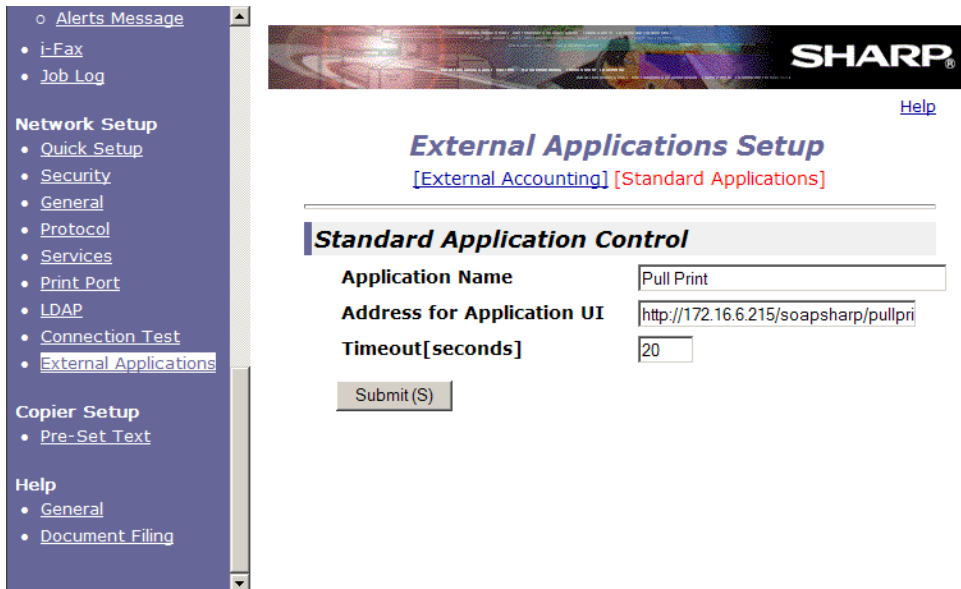 Alerts Message
i-Fax
Job Log
Network Setup
Quick Setup
Security
General
Protocol
Services
Print Port
LDAP
Connection Test
External Applications
Copier Setup
Pre-Set Text
Help
General
Document Filing
SHARP®
Help
External Applications Setup
[External Accounting] [Standard Applications]
Standard Application Control
Application Name Pull Print
Address for Application UI http://172.16.6.215/soapsharp/pullpri
Timeout[seconds] 20
Submit (S)